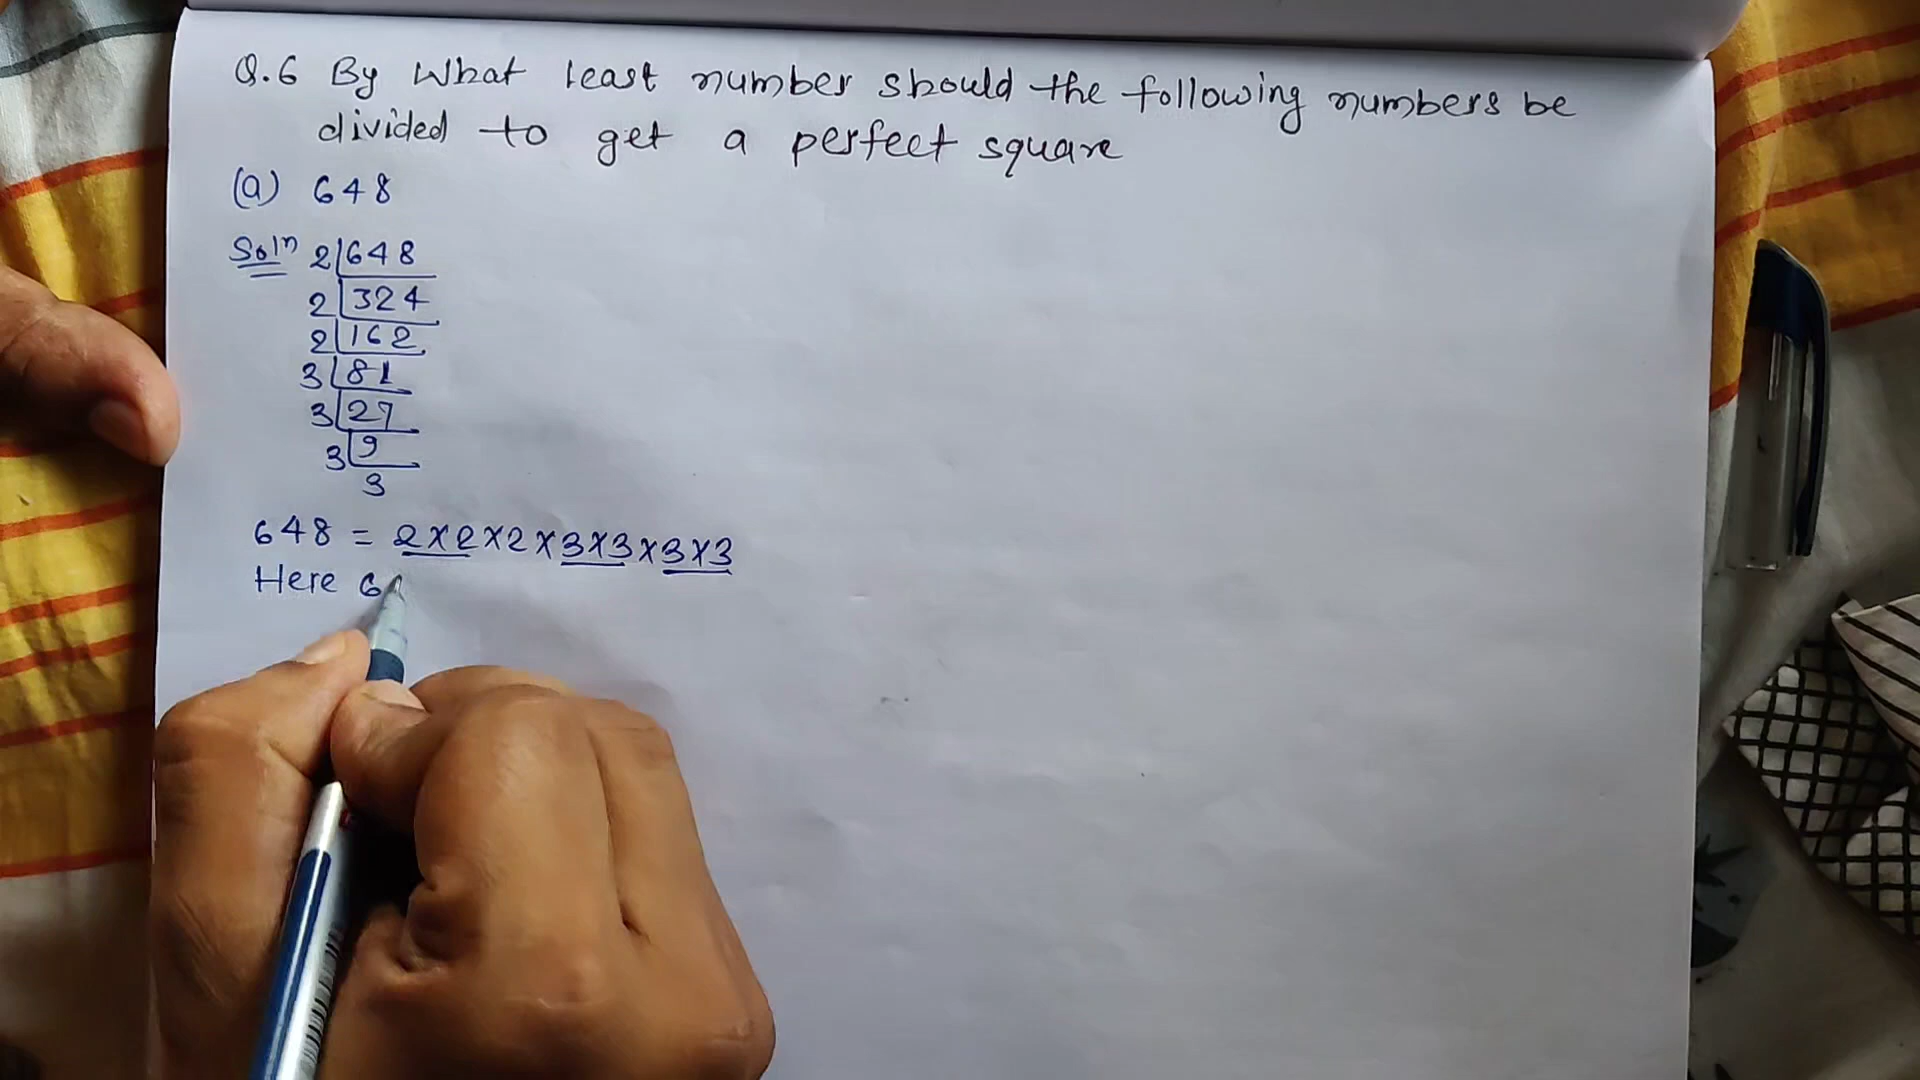 Q.6 By What least number should the following numbers be
divided to get a perfect square
(a) 648
Soln 2 648
2 324
2 162
3 81
3 27
3 9
3
648 = 2×2×2×3×3×3×3
Here 6